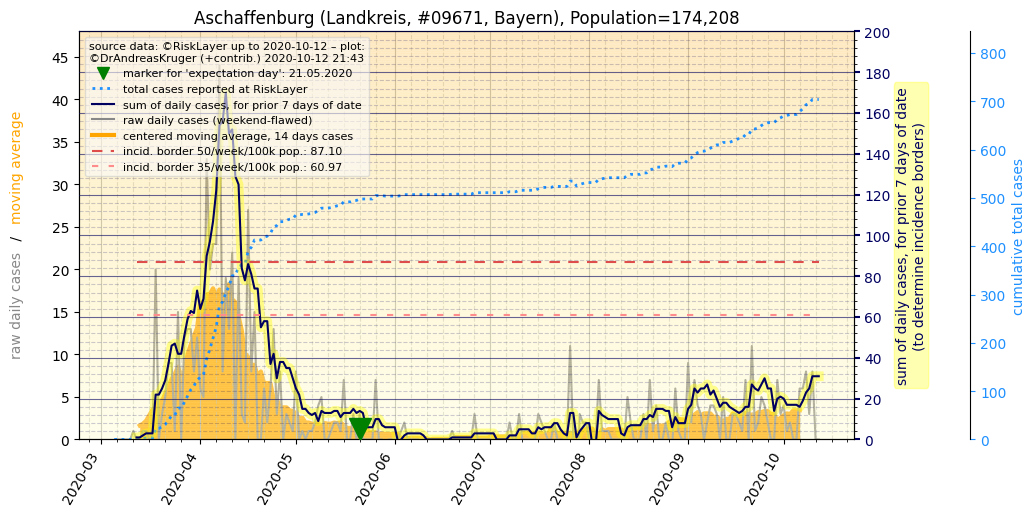 Aschaffenburg (Landkreis, #09671, Bayern), Population=174,208
source data: ©RiskLayer up to 2020-10-12 – plot:
©DrAndreasKruger (+contrib.) 2020-10-12 21:43
marker for 'expectation day': 21.05.2020
total cases reported at RiskLayer
sum of daily cases, for prior 7 days of date
raw daily cases (weekend-flawed)
centered moving average, 14 days cases
incid. border 50/week/100k pop.: 87.10
incid. border 35/week/100k pop.: 60.97
raw daily cases / moving average
45
40
35
30
25
20
15
10
5
0
2020-03
2020-04
2020-05
2020-06
2020-07
2020-08
2020-09
2020-10
200
180
160
140
120
100
80
60
40
20
0
sum of daily cases, for prior 7 days of date
(to determine incidence borders)
800
700
600
500
400
300
200
100
0
cumulative total cases